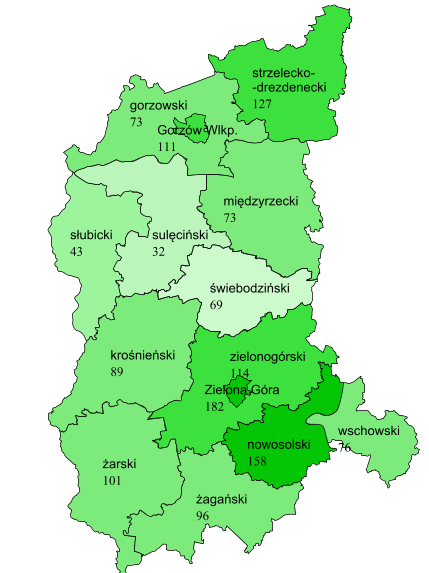 strzelecko-
-drezdenecki
127
gorzowski
73
Gorzów Wlkp.
111
międzyrzecki
73
słubicki
43
sulęciński
32
świebodziński
69
krośnieński
89
zielonogórski
114
Zielona Góra
182
nowosolski
158
wschowski
76
żarski
101
żagański
96